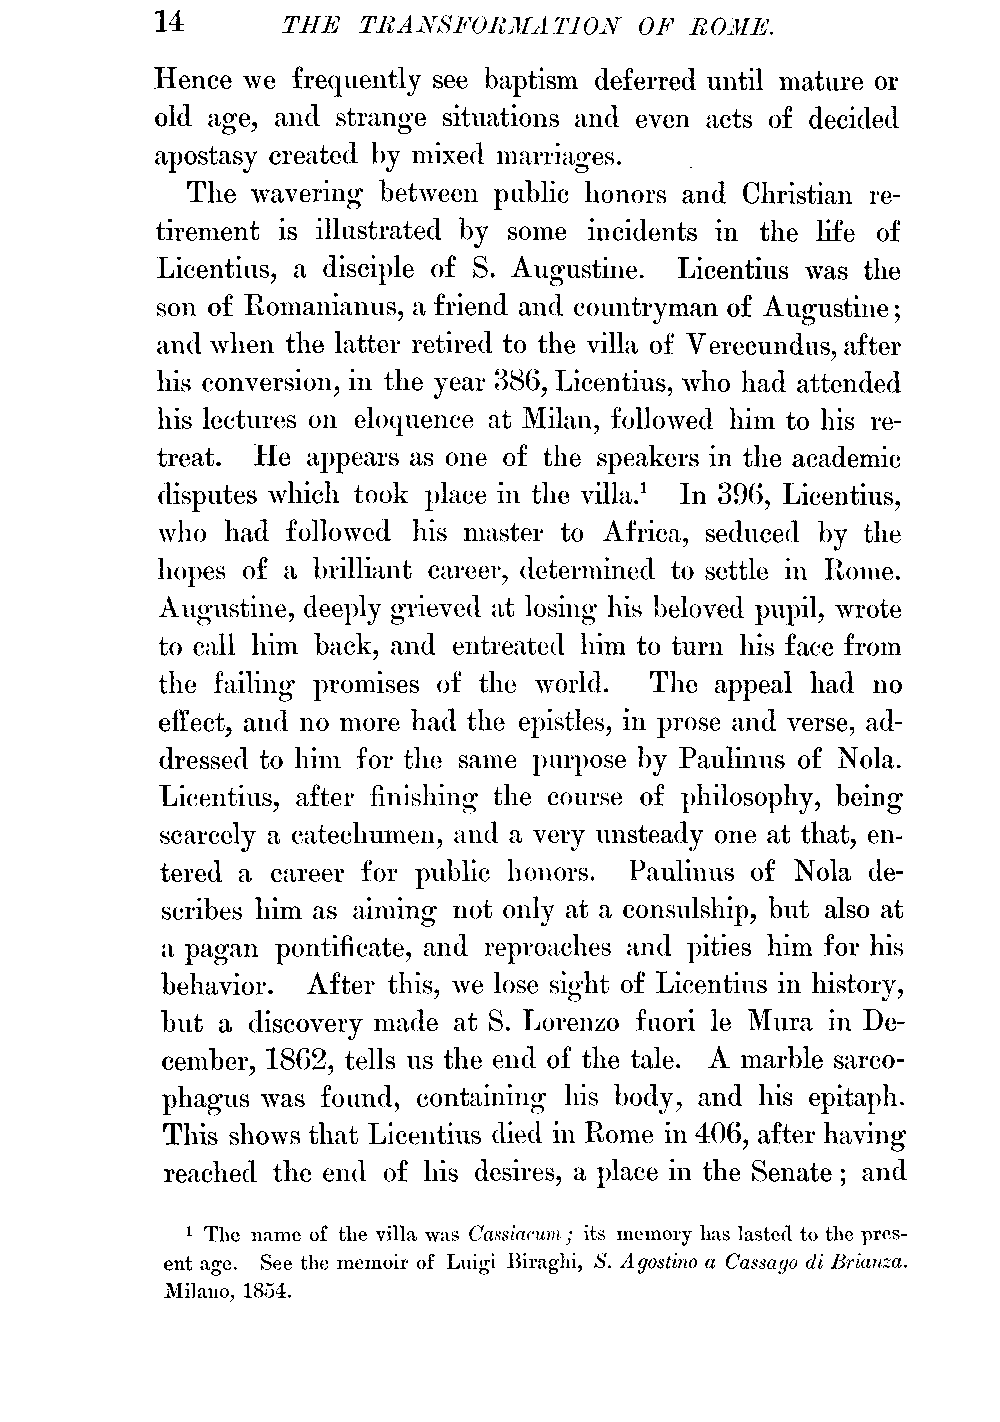 14 THE TRANSFORMATION OF ROME.
Hence we frequently see baptism deferred until mature or
old age, and strange situations and even acts of decided
apostasy created by mixed marriages.
The wavering between public honors and Christian re-
tirement is illustrated by some incidents in the life of
Licentius, a disciple of S. Augustine. Licentius was the
son of Romanianus, a friend and countryman of Augustine;
and when the latter retired to the villa of Verecundus, after
his conversion, in the year 386, Licentius, who had attended
his lectures on eloquence at Milan, followed him to his re-
treat. He appears as one of the speakers in the academic
disputes which took place in the villa.¹ In 396, Licentius,
who had followed his master to Africa, seduced by the
hopes of a brilliant career, determined to settle in Rome.
Augustine, deeply grieved at losing his beloved pupil, wrote
to call him back, and entreated him to turn his face from
the failing promises of the world. The appeal had no
effect, and no more had the epistles, in prose and verse, ad-
dressed to him for the same purpose by Paulinus of Nola.
Licentius, after finishing the course of philosophy, being
scarcely a catechumen, and a very unsteady one at that, en-
tered a career for public honors. Paulinus of Nola de-
scribes him as aiming not only at a consulship, but also at
a pagan pontificate, and reproaches and pities him for his
behavior. After this, we lose sight of Licentius in history,
but a discovery made at S. Lorenzo fuori le Mura in De-
cember, 1862, tells us the end of the tale. A marble sarco-
phagus was found, containing his body, and his epitaph.
This shows that Licentius died in Rome in 406, after having
reached the end of his desires, a place in the Senate; and
¹ The name of the villa was Cassiacum; its memory has lasted to the pres-
ent age. See the memoir of Luigi Biraghi, S. Agostino a Cassago di Brianza.
Milano, 1854.